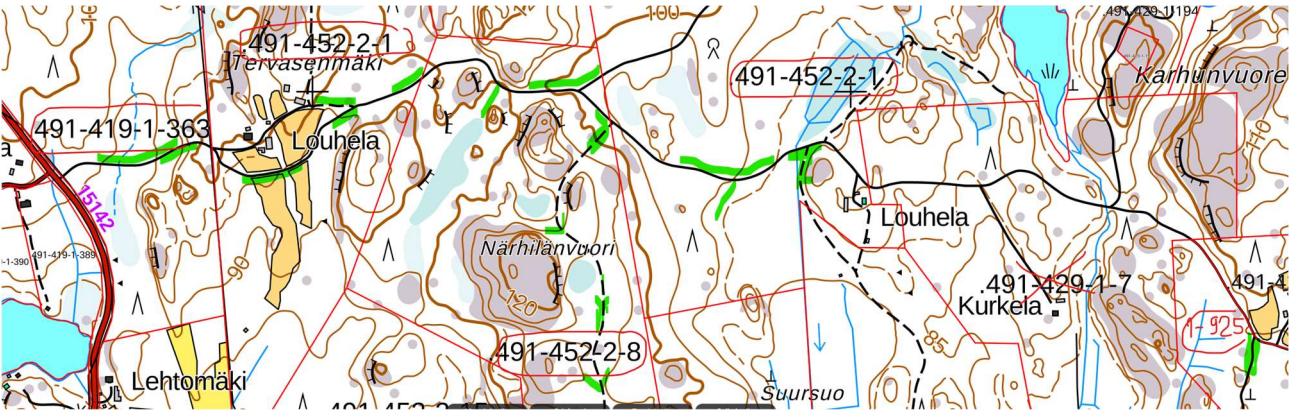 100
.491-429-1-1194
.491-452-2-1
Tervasenmäki
.491-452-2-1
Karhunvuore
.491-419-1-363
Louhela
110
a
15142
Louhela
Närhilänvuori
491-419-1-389
-1-390
90
.491-429-1-7
.491-4
120
Kurkela
1-925
.491-452-2-8
85
Lehtomäki
Suursuo